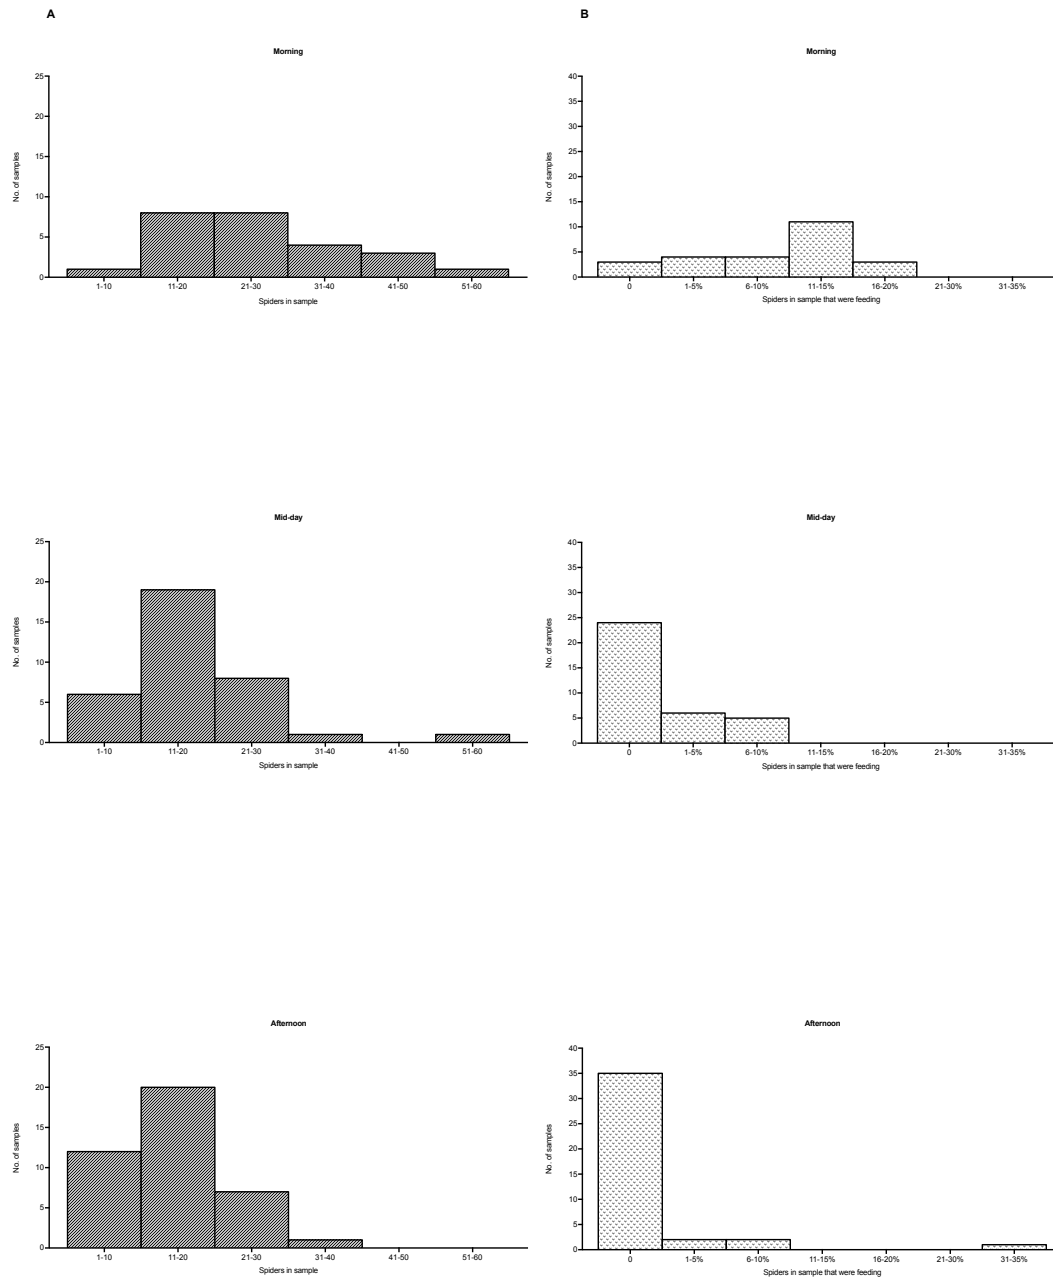 A
B
Morning
25
20
15
10
5
0
No. of samples
1-10 11-20 21-30 31-40 41-50 51-60
Spiders in sample
Morning
40
35
30
25
20
15
10
5
0
No. of samples
0 1-5% 6-10% 11-15% 16-20% 21-30% 31-35%
Spiders in sample that were feeding
Mid-day
25
20
15
10
5
0
No. of samples
1-10 11-20 21-30 31-40 41-50 51-60
Spiders in sample
Mid-day
40
35
30
25
20
15
10
5
0
No. of samples
0 1-5% 6-10% 11-15% 16-20% 21-30% 31-35%
Spiders in sample that were feeding
Afternoon
25
20
15
10
5
0
No. of samples
1-10 11-20 21-30 31-40 41-50 51-60
Spiders in sample
Afternoon
40
35
30
25
20
15
10
5
0
No. of samples
0 1-5% 6-10% 11-15% 16-20% 21-30% 31-35%
Spiders in sample that were feeding